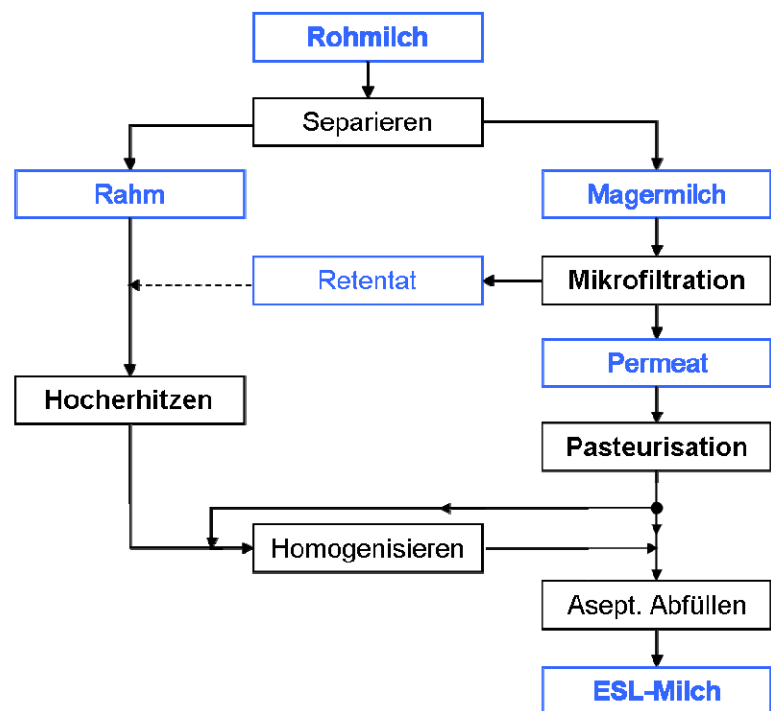 Rohmilch
Separieren
Rahm
Magermilch
Retentat
Mikrofiltration
Permeat
Hocherhitzen
Pasteurisation
Homogenisieren
Asept. Abfüllen
ESL-Milch